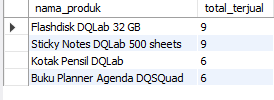 nama_produk total_terjual
Flashdisk DQLab 32 GB 9
Sticky Notes DQLab 500 sheets 9
Kotak Pensil DQLab 6
Buku Planner Agenda DQSQuad 6